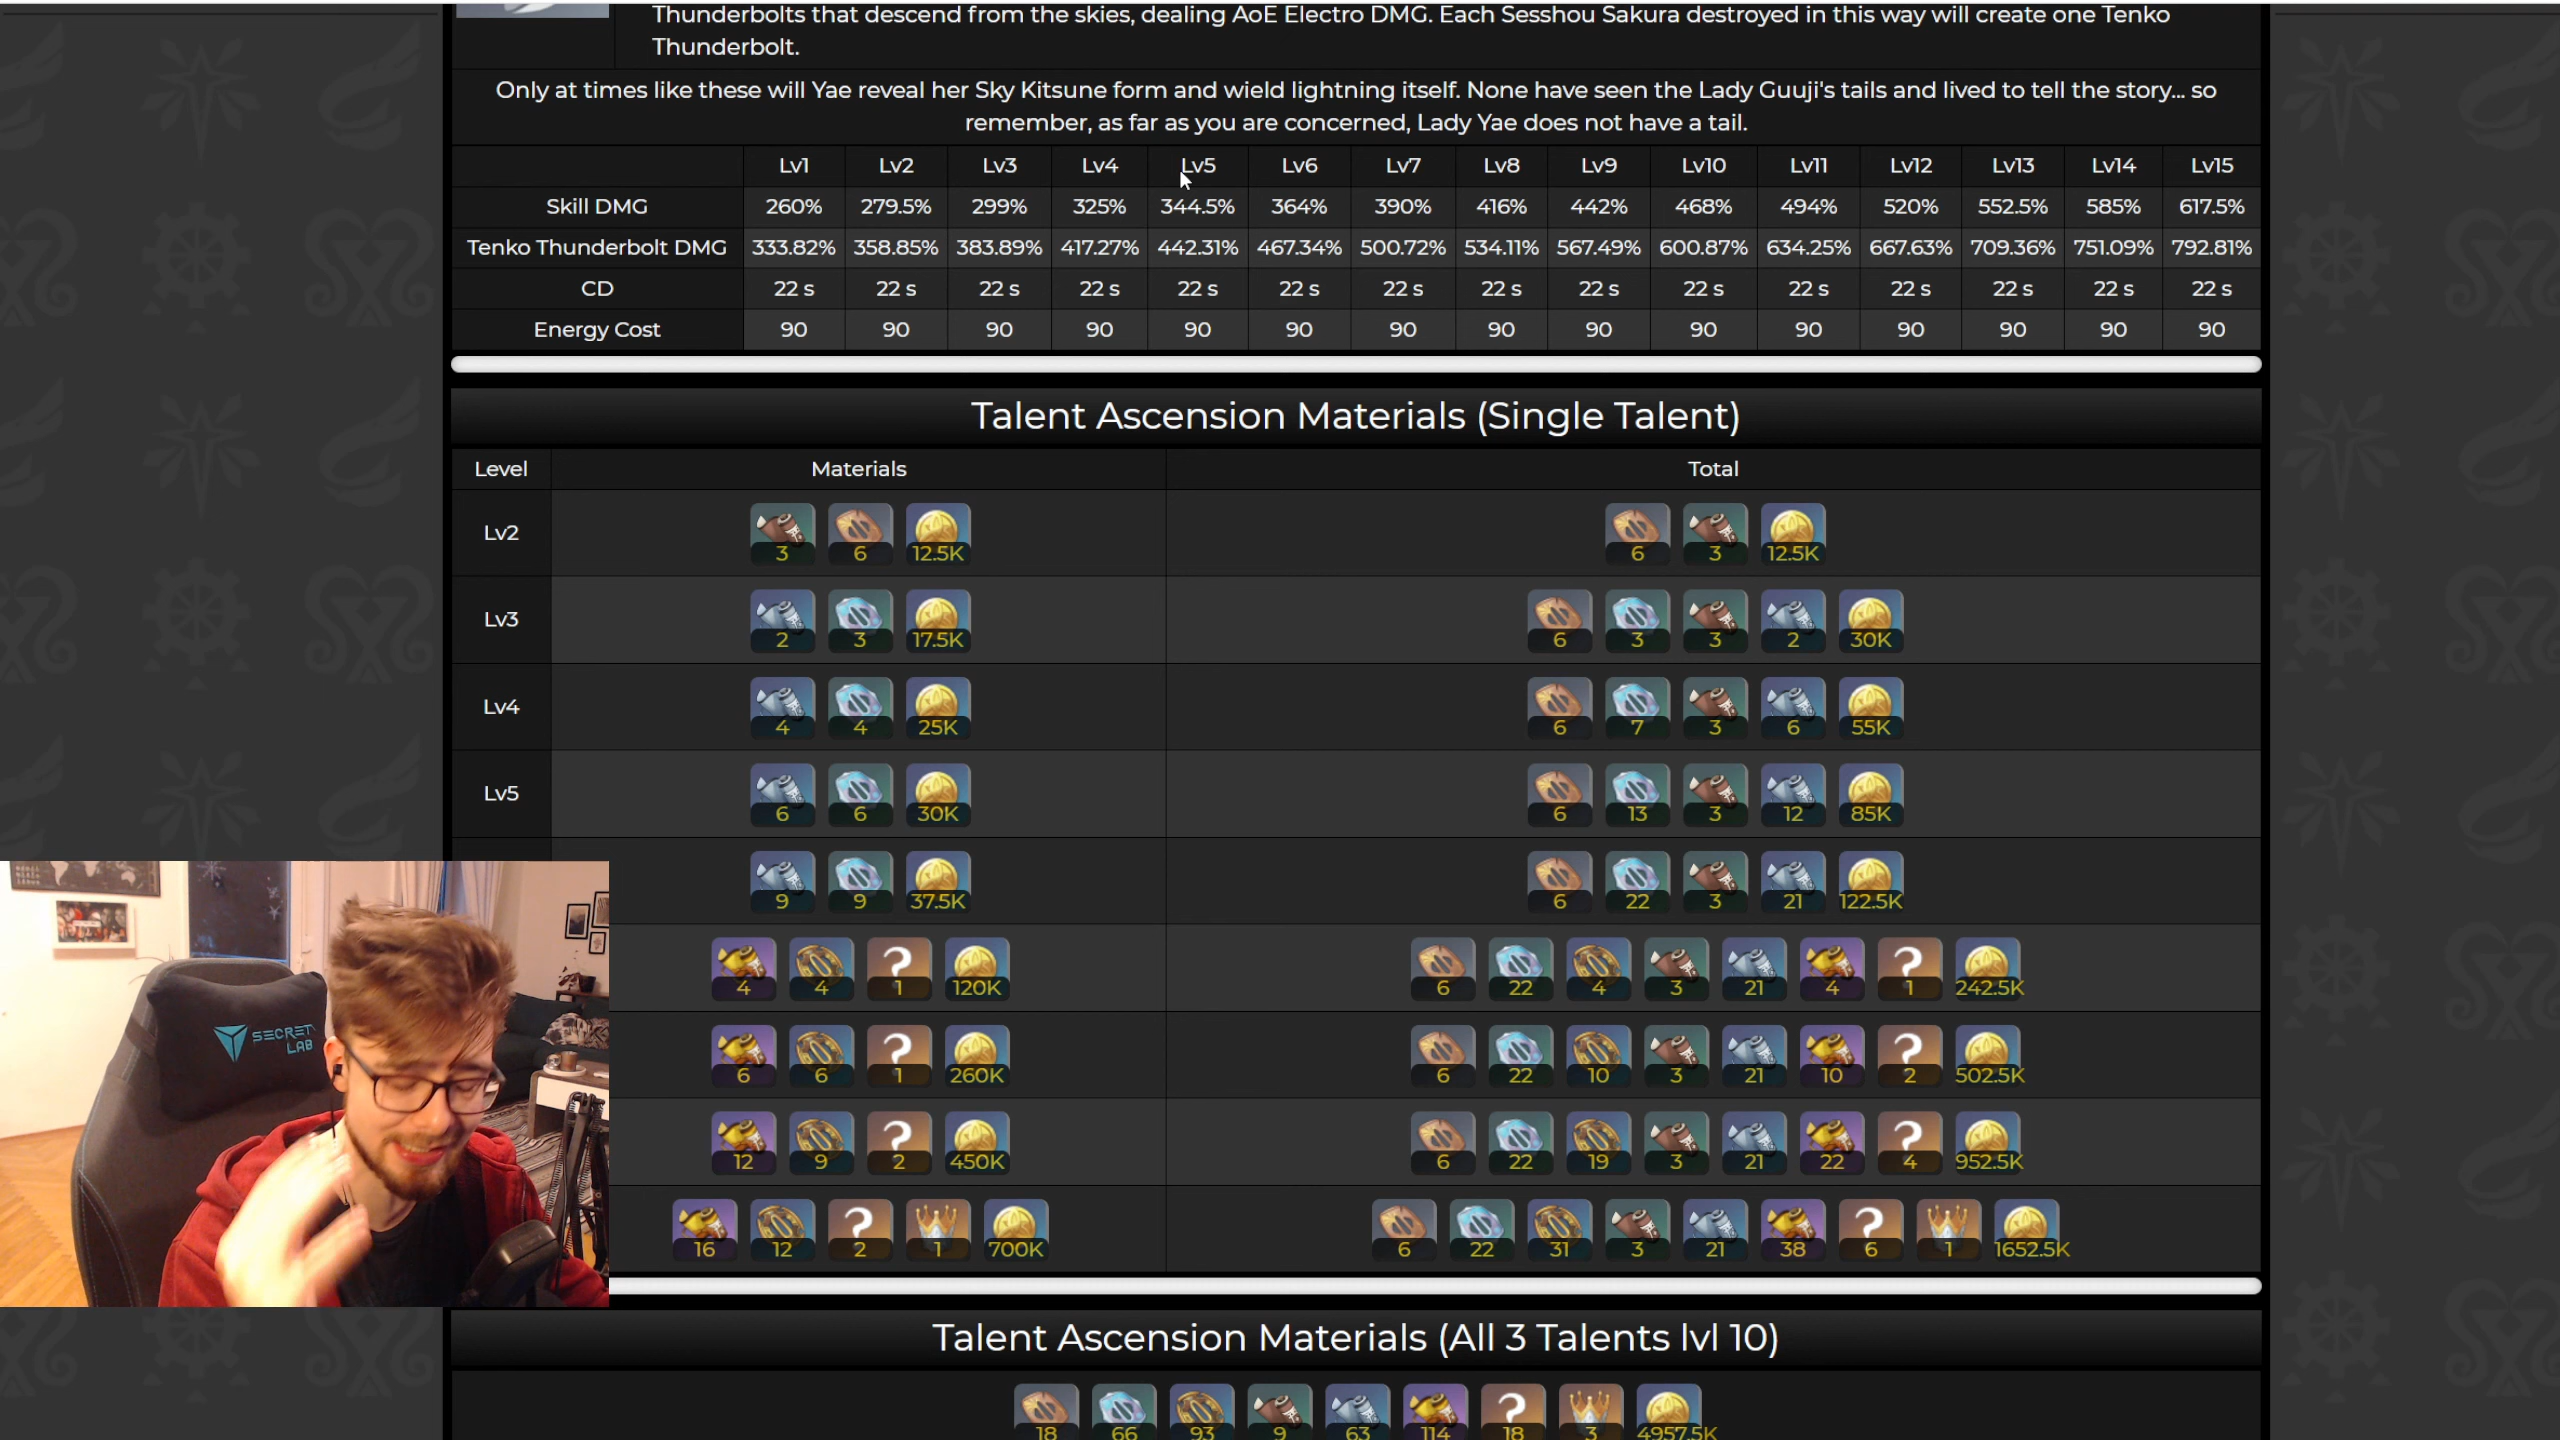 Thunderbolts that descend from the skies, dealing AoE Electro DMG. Each Sesshou Sakura destroyed in this way will create one Tenko
Thunderbolt.
Only at times like these will Yae reveal her Sky Kitsune form and wield lightning itself. None have seen the Lady Guuji's tails and lived to tell the story... so
remember, as far as you are concerned, Lady Yae does not have a tail.
Lv1 Lv2 Lv3 Lv4 Lv5 Lv6 Lv7 Lv8 Lv9 Lv10 Lv11 Lv12 Lv13 Lv14 Lv15
Skill DMG 260% 279.5% 299% 325% 344.5% 364% 390% 416% 442% 468% 494% 520% 552.5% 585% 617.5%
Tenko Thunderbolt DMG 333.82% 358.85% 383.89% 417.27% 442.31% 467.34% 500.72% 534.11% 567.49% 600.87% 634.25% 667.63% 709.36% 751.09% 792.81%
CD 22 s 22 s 22 s 22 s 22 s 22 s 22 s 22 s 22 s 22 s 22 s 22 s 22 s 22 s 22 s
Energy Cost 90 90 90 90 90 90 90 90 90 90 90 90 90 90 90
Talent Ascension Materials (Single Talent)
Level Materials Total
Lv2 3 6 12.5K 6 3 12.5K
Lv3 2 3 17.5K 6 3 3 2 30K
Lv4 4 4 25K 6 7 3 6 55K
Lv5 6 6 30K 6 13 3 12 85K
9 9 37.5K 6 22 3 21 122.5K
4 4 ? 1 120K 6 22 4 3 21 4 ? 1 242.5K
6 6 ? 1 260K 6 22 10 3 21 10 ? 2 502.5K
12 9 ? 2 450K 6 22 19 3 21 22 ? 4 952.5K
16 12 ? 2 1 700K 6 22 31 3 21 38 ? 6 1 1652.5K
SECRET
LAB
Talent Ascension Materials (All 3 Talents lvl 10)
18 66 93 9 63 114 ? 18 3 4957.5K